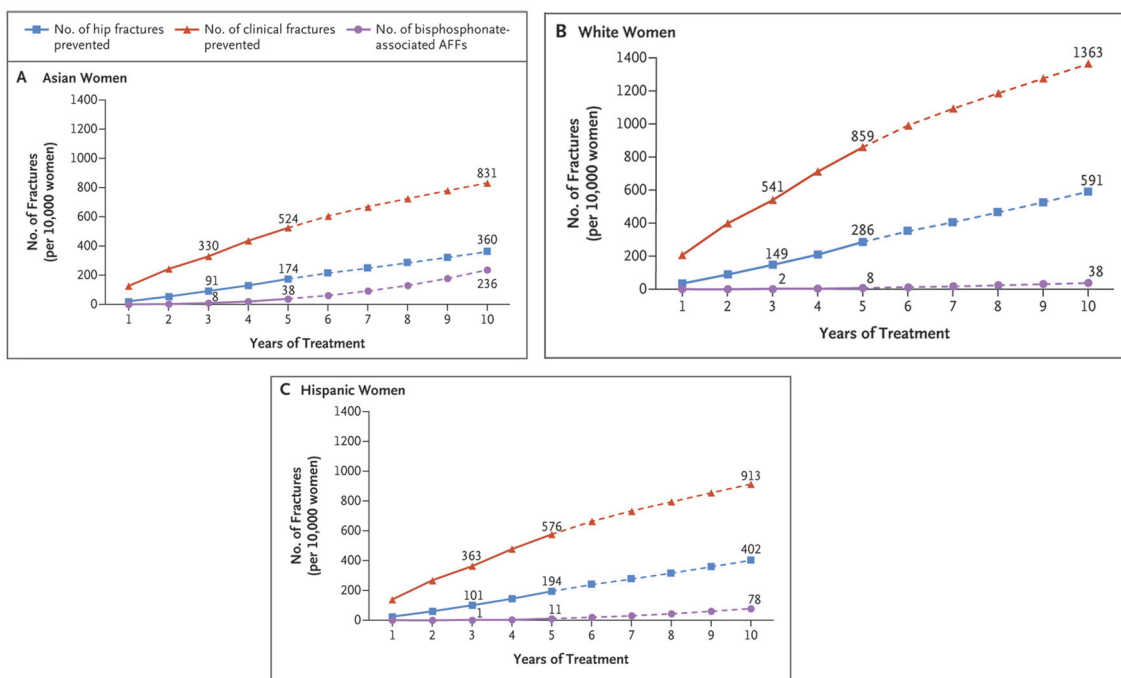 No. of hip fractures prevented
No. of clinical fractures prevented
No. of bisphosphonate-associated AFFs
A Asian Women
No. of Fractures
(per 10,000 women)
1400
1200
1000
800
600
400
200
0
330
524
831
91
174
360
8
38
236
1 2 3 4 5 6 7 8 9 10
Years of Treatment
B White Women
No. of Fractures
(per 10,000 women)
1400
1200
1000
800
600
400
200
0
541
859
1363
149
286
591
2
8
38
1 2 3 4 5 6 7 8 9 10
Years of Treatment
C Hispanic Women
No. of Fractures
(per 10,000 women)
1400
1200
1000
800
600
400
200
0
363
576
913
101
194
402
1
11
78
1 2 3 4 5 6 7 8 9 10
Years of Treatment